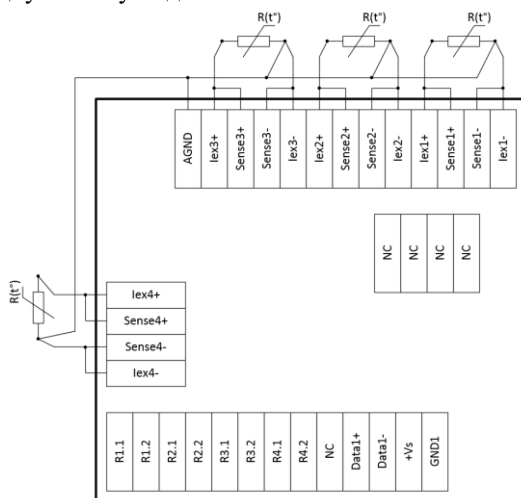 R(t°)
R(t°)
R(t°)
AGND
Iex3+
Sense3+
Sense3-
Iex3-
Iex2+
Sense2+
Sense2-
Iex2-
Iex1+
Sense1+
Sense1-
Iex1-
NC
NC
NC
NC
R(t°)
Iex4+
Sense4+
Sense4-
Iex4-
R1.1
R1.2
R2.1
R2.2
R3.1
R3.2
R4.1
R4.2
NC
Data1+
Data1-
+Vs
GND1